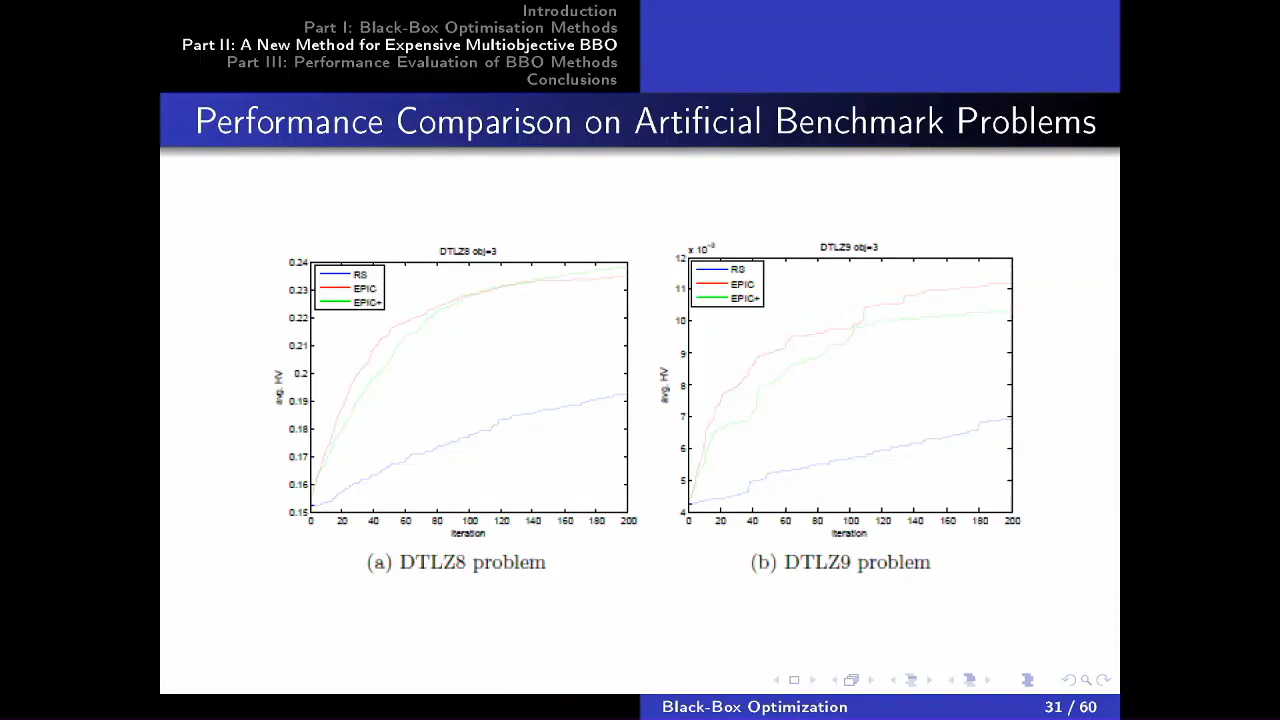 Introduction
Part I: Black-Box Optimisation Methods
Part II: A New Method for Expensive Multiobjective BBO
Part III: Performance Evaluation of BBO Methods
Conclusions
Performance Comparison on Artificial Benchmark Problems
DTLZ8 obj=3
0.24
0.23
0.22
0.21
0.2
0.19
0.18
0.17
0.16
0.15
avg. HV
RS
EPIC
EPIC+
0 20 40 60 80 100 120 140 160 180 200
Iteration
(a) DTLZ8 problem
x 10⁻³
DTLZ9 obj=3
12
11
10
9
8
7
6
5
4
avg. HV
RS
EPIC
EPIC+
0 20 40 60 80 100 120 140 160 180 200
Iteration
(b) DTLZ9 problem
Black-Box Optimization 31 / 60